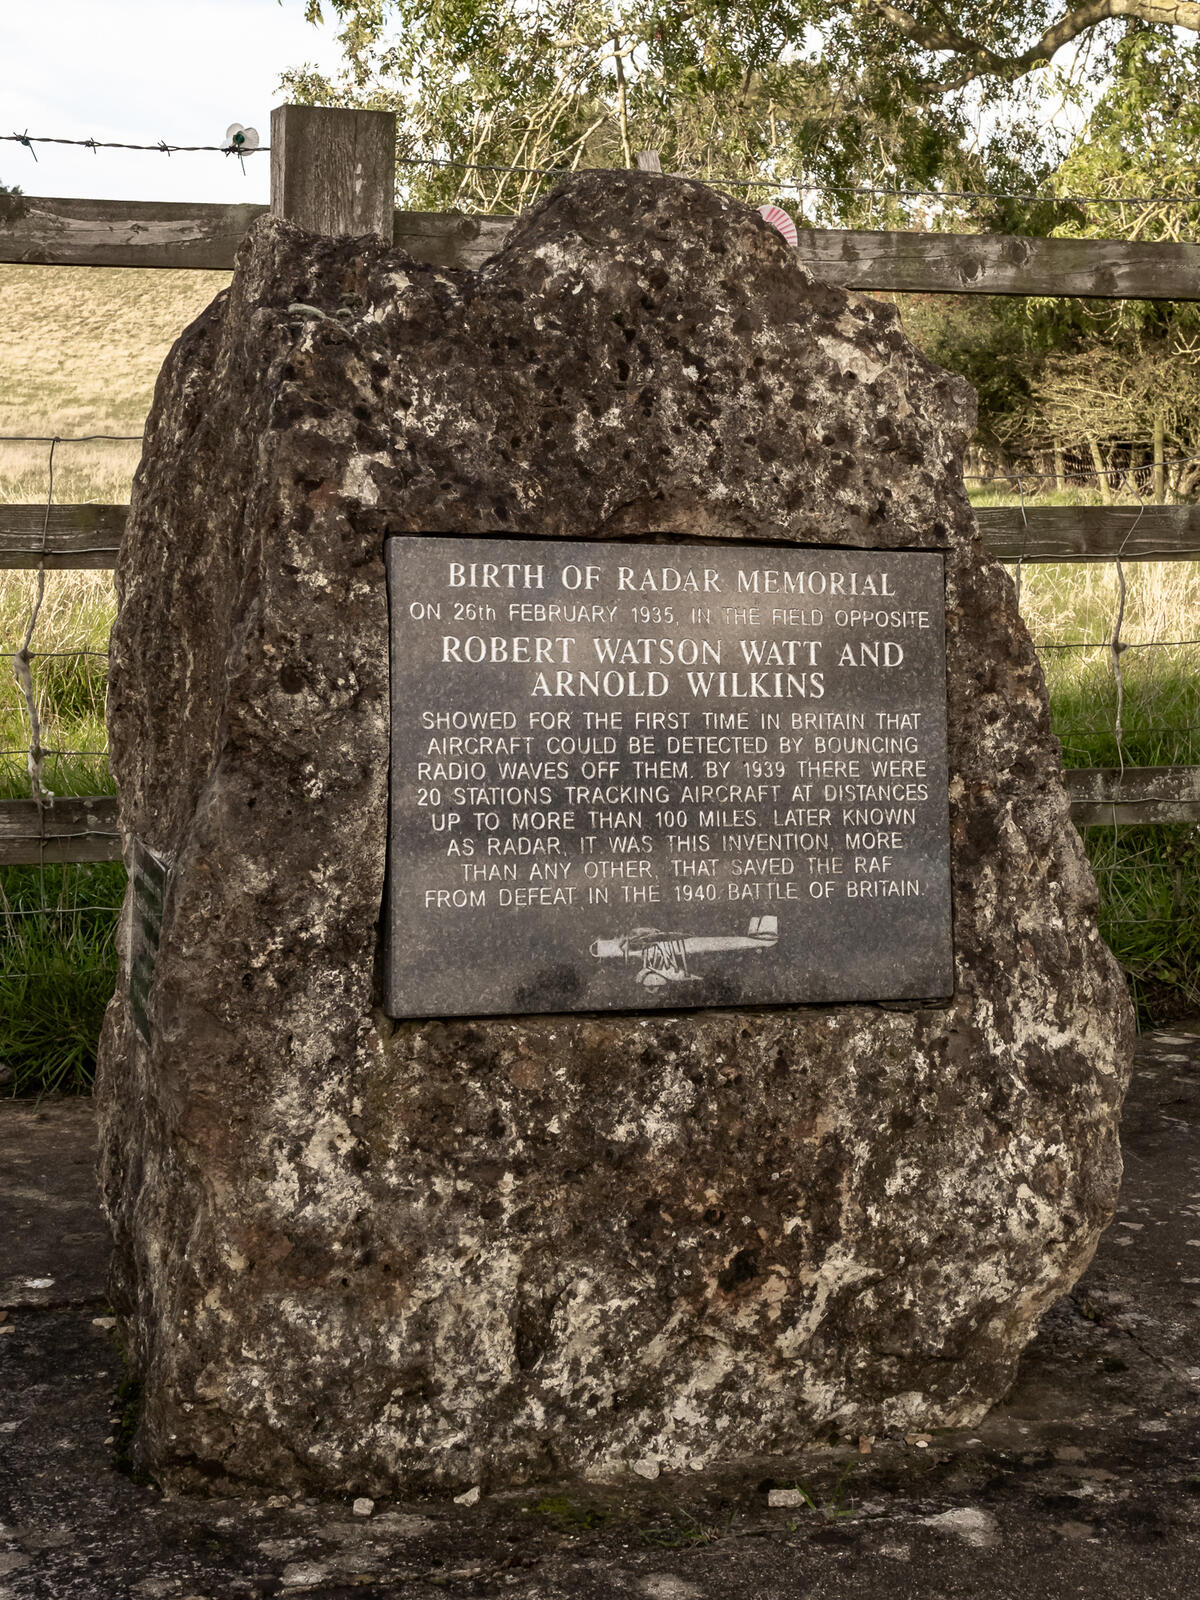 BIRTH OF RADAR MEMORIAL
ON 26th FEBRUARY 1935, IN THE FIELD OPPOSITE
ROBERT WATSON WATT AND
ARNOLD WILKINS
SHOWED FOR THE FIRST TIME IN BRITAIN THAT
AIRCRAFT COULD BE DETECTED BY BOUNCING
RADIO WAVES OFF THEM. BY 1939 THERE WERE
20 STATIONS TRACKING AIRCRAFT AT DISTANCES
UP TO MORE THAN 100 MILES. LATER KNOWN
AS RADAR, IT WAS THIS INVENTION, MORE
THAN ANY OTHER, THAT SAVED THE RAF
FROM DEFEAT IN THE 1940 BATTLE OF BRITAIN.